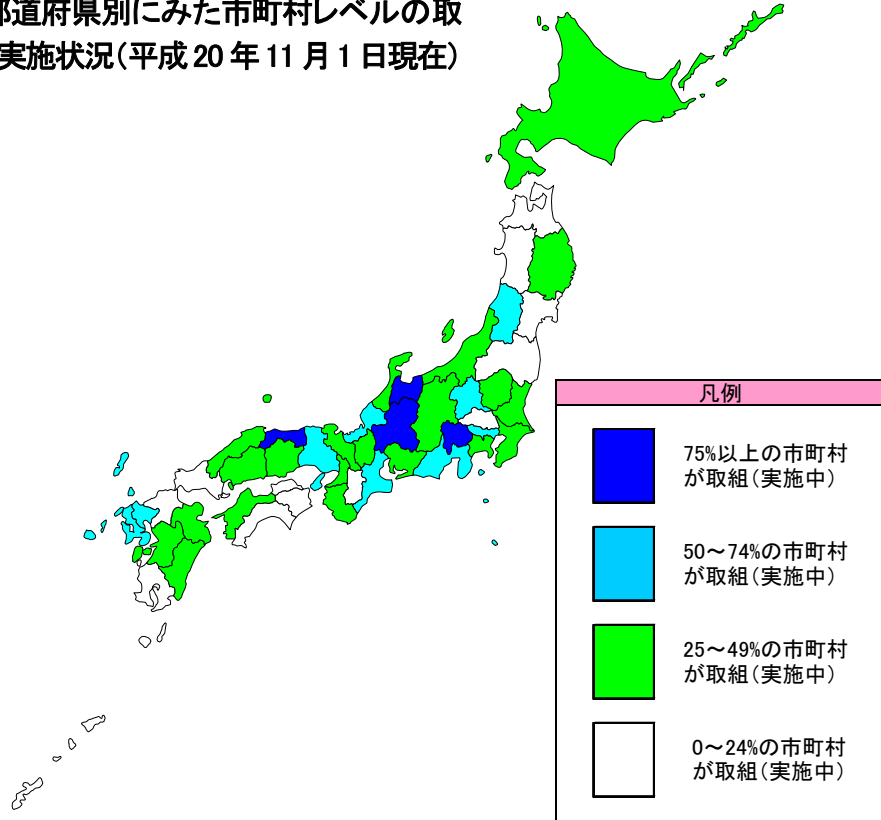 都道府県別にみた市町村レベルの取
実施状況（平成 20 年 11 月 1 日現在）
凡例
75%以上の市町村
が取組（実施中）
50～74%の市町村
が取組（実施中）
25～49%の市町村
が取組（実施中）
0～24%の市町村
が取組（実施中）